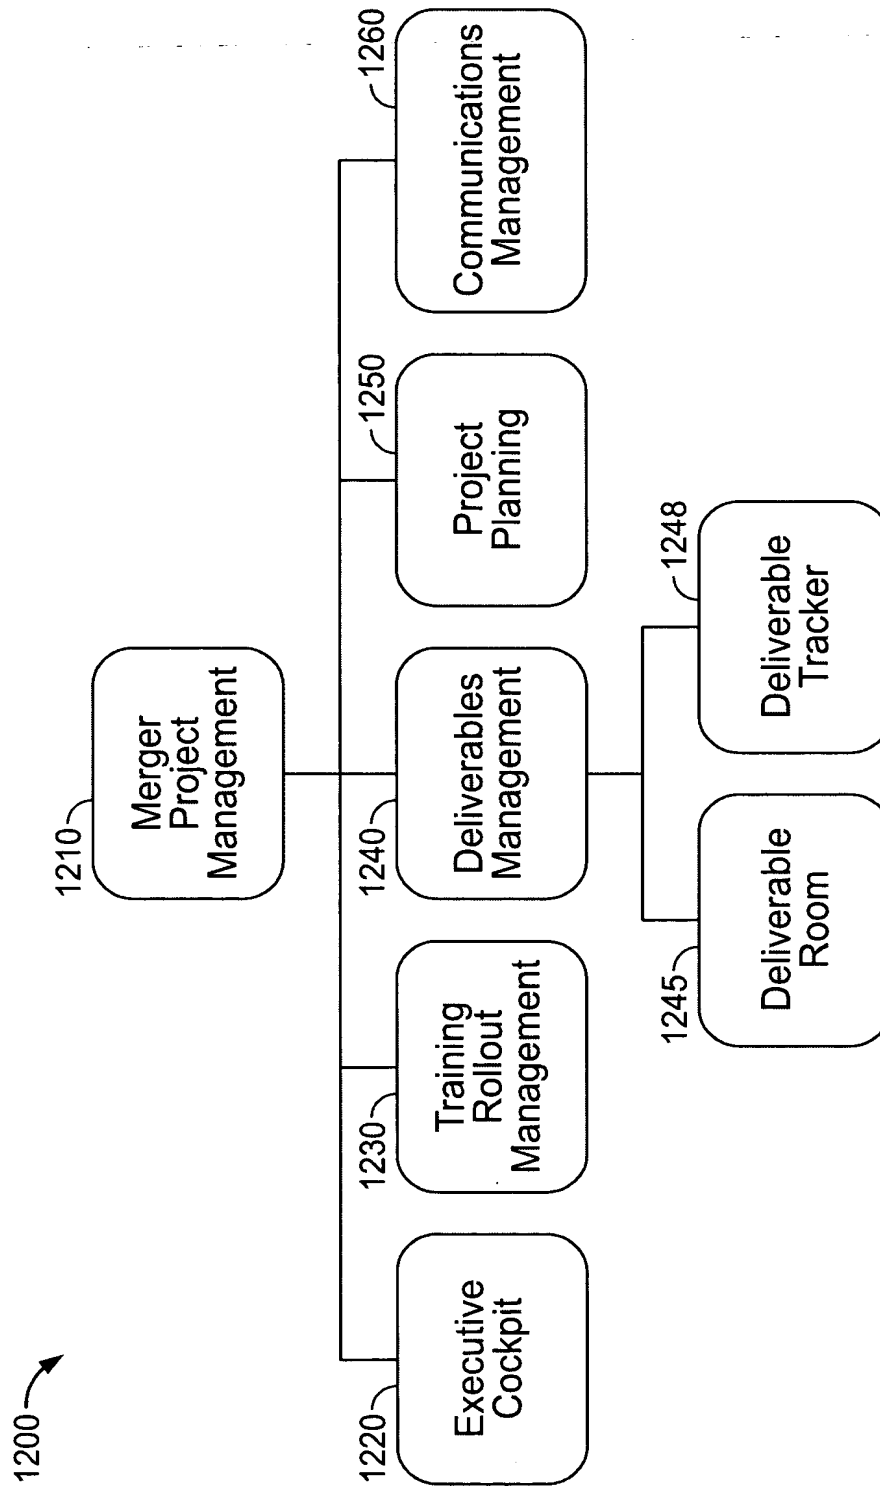 1200
1210
Merger
Project
Management
1220
Executive
Cockpit
1230
Training
Rollout
Management
1240
Deliverables
Management
1250
Project
Planning
1260
Communications
Management
1245
Deliverable
Room
1248
Deliverable
Tracker